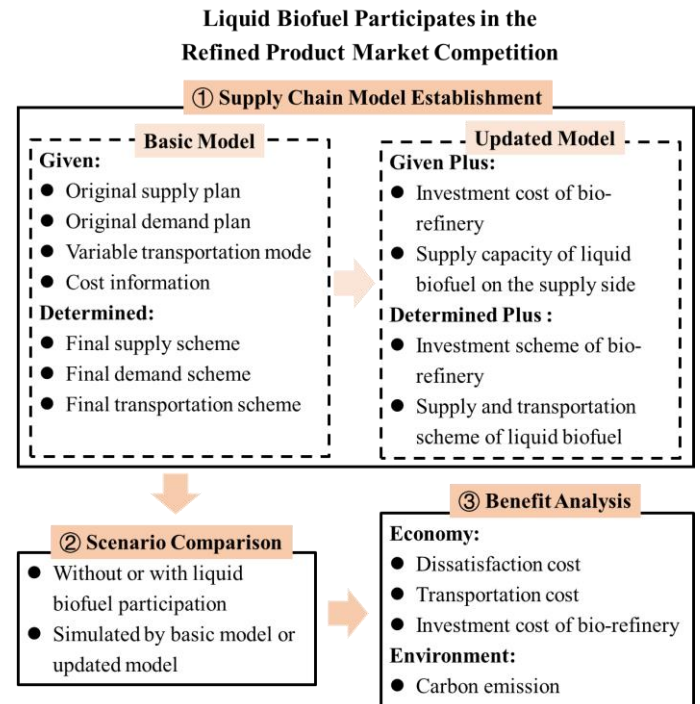 Liquid Biofuel Participates in the
Refined Product Market Competition
① Supply Chain Model Establishment
Basic Model
Given:
● Original supply plan
● Original demand plan
● Variable transportation mode
● Cost information
Determined:
● Final supply scheme
● Final demand scheme
● Final transportation scheme
Updated Model
Given Plus:
● Investment cost of bio-
refinery
● Supply capacity of liquid
biofuel on the supply side
Determined Plus :
● Investment scheme of bio-
refinery
● Supply and transportation
scheme of liquid biofuel
② Scenario Comparison
● Without or with liquid
biofuel participation
● Simulated by basic model or
updated model
③ Benefit Analysis
Economy:
● Dissatisfaction cost
● Transportation cost
● Investment cost of bio-refinery
Environment:
● Carbon emission